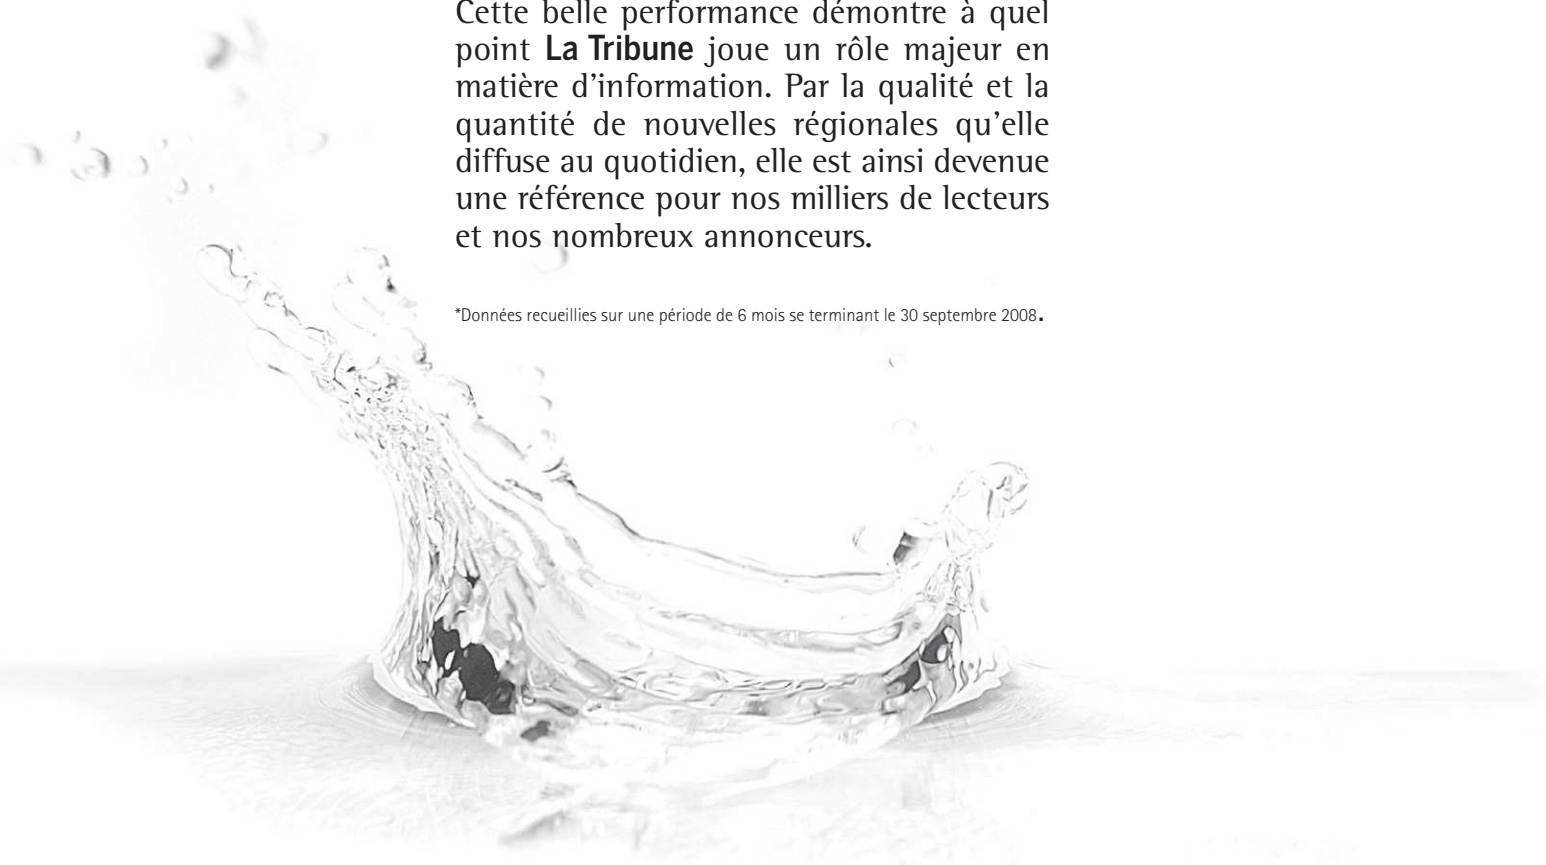 Cette belle performance démontre à quel
point La Tribune joue un rôle majeur en
matière d’information. Par la qualité et la
quantité de nouvelles régionales qu’elle
diffuse au quotidien, elle est ainsi devenue
une référence pour nos milliers de lecteurs
et nos nombreux annonceurs.
*Données recueillies sur une période de 6 mois se terminant le 30 septembre 2008.